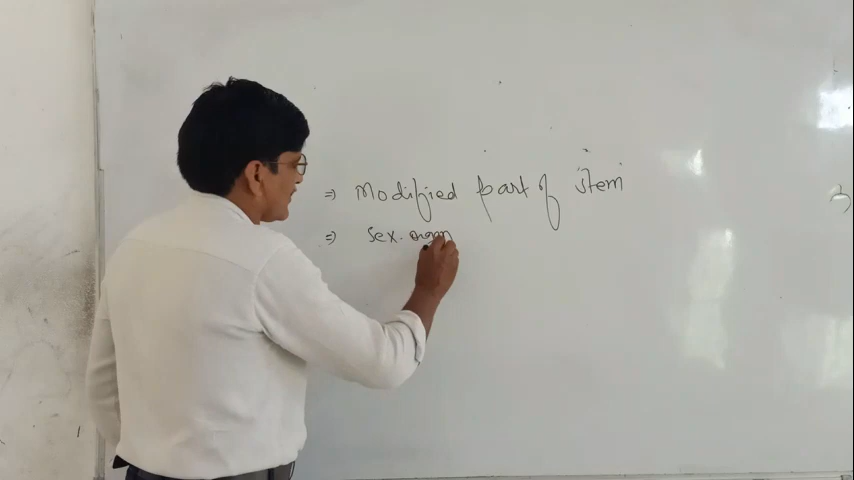 ⇒ Modified part of stem
⇒ Sex. organ